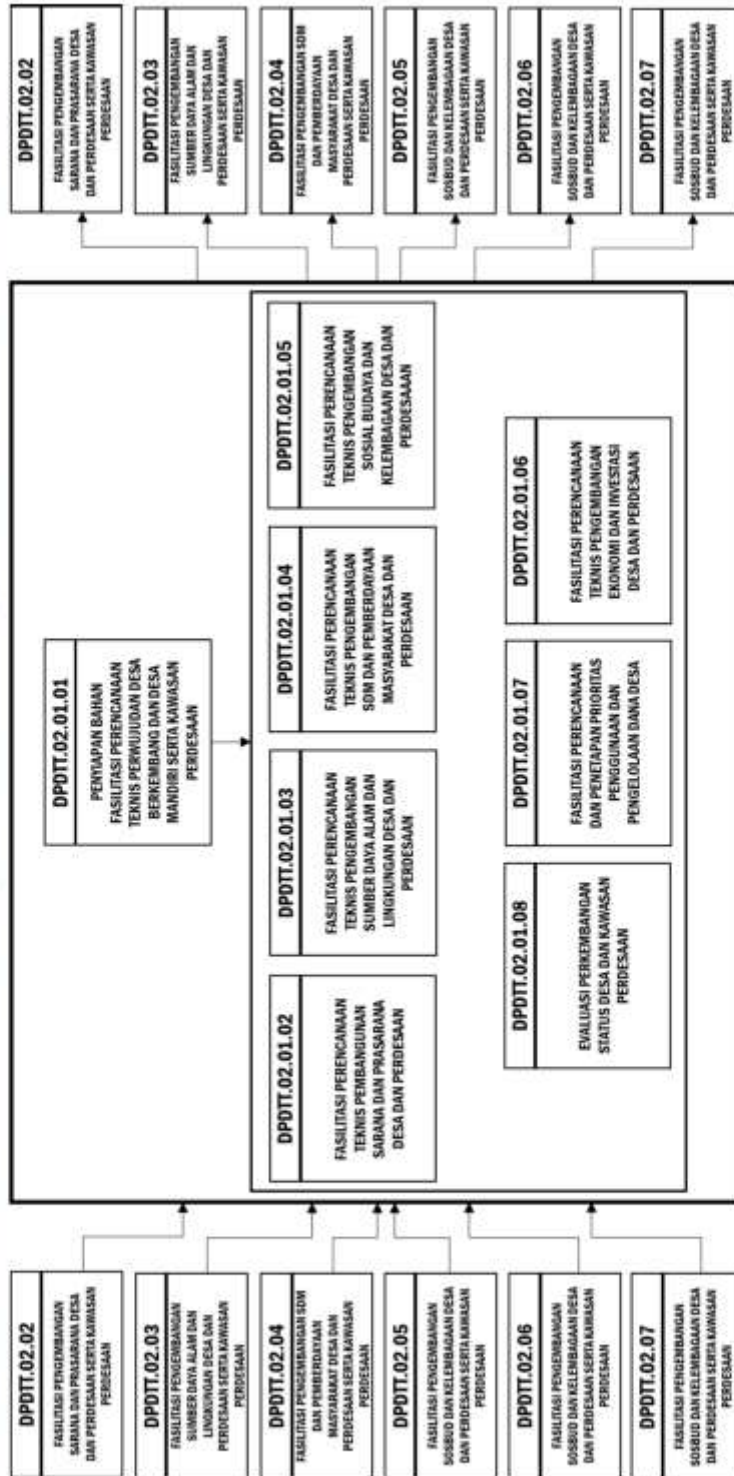 DPDTT.02.02
FASILITASI PENGEMBANGAN
SARANA DAN PRASARANA DESA
DAN PERDESAAN SERTA KAWASAN
PERDESAAN
DPDTT.02.03
FASILITASI PENGEMBANGAN
SUMBER DAYA ALAM DAN
LINGKUNGAN DESA DAN
PERDESAAN SERTA KAWASAN
PERDESAAN
DPDTT.02.04
FASILITASI PENGEMBANGAN SDM
DAN PEMBERDAYAAN
MASYARAKAT DESA DAN
PERDESAAN SERTA KAWASAN
PERDESAAN
DPDTT.02.05
FASILITASI PENGEMBANGAN
SOSBUD DAN KELEMBAGAAN DESA
DAN PERDESAAN SERTA KAWASAN
PERDESAAN
DPDTT.02.06
FASILITASI PENGEMBANGAN
SOSBUD DAN KELEMBAGAAN DESA
DAN PERDESAAN SERTA KAWASAN
PERDESAAN
DPDTT.02.07
FASILITASI PENGEMBANGAN
SOSBUD DAN KELEMBAGAAN DESA
DAN PERDESAAN SERTA KAWASAN
PERDESAAN
DPDTT.02.01.01
PENYIAPAN BAHAN
FASILITASI PERENCANAAN
TEKNIS PERWUJUDAN DESA
BERKEMBANG DAN DESA
MANDIRI SERTA KAWASAN
PERDESAAN
DPDTT.02.01.02
FASILITASI PERENCANAAN
TEKNIS PEMBANGUNAN
SARANA DAN PRASARANA
DESA DAN PERDESAAN
DPDTT.02.01.03
FASILITASI PERENCANAAN
TEKNIS PENGEMBANGAN
SUMBER DAYA ALAM DAN
LINGKUNGAN DESA DAN
PERDESAAN
DPDTT.02.01.04
FASILITASI PERENCANAAN
TEKNIS PENGEMBANGAN
SDM DAN PEMBERDAYAAN
MASYARAKAT DESA DAN
PERDESAAN
DPDTT.02.01.05
FASILITASI PERENCANAAN
TEKNIS PENGEMBANGAN
SOSIAL BUDAYA DAN
KELEMBAGAAN DESA DAN
PERDESAAAN
DPDTT.02.01.08
EVALUASI PERKEMBANGAN
STATUS DESA DAN KAWASAN
PERDESAAN
DPDTT.02.01.07
FASILITASI PERENCANAAN
DAN PENETAPAN PRIORITAS
PENGGUNAAN DAN
PENGELOLAAN DANA DESA
DPDTT.02.01.06
FASILITASI PERENCANAAN
TEKNIS PENGEMBANGAN
EKONOMI DAN INVESTASI
DESA DAN PERDESAAN
DPDTT.02.02
FASILITASI PENGEMBANGAN
SARANA DAN PRASARANA DESA
DAN PERDESAAN SERTA KAWASAN
PERDESAAN
DPDTT.02.03
FASILITASI PENGEMBANGAN
SUMBER DAYA ALAM DAN
LINGKUNGAN DESA DAN
PERDESAAN SERTA KAWASAN
PERDESAAN
DPDTT.02.04
FASILITASI PENGEMBANGAN SDM
DAN PEMBERDAYAAN
MASYARAKAT DESA DAN
PERDESAAN SERTA KAWASAN
PERDESAAN
DPDTT.02.05
FASILITASI PENGEMBANGAN
SOSBUD DAN KELEMBAGAAN DESA
DAN PERDESAAN SERTA KAWASAN
PERDESAAN
DPDTT.02.06
FASILITASI PENGEMBANGAN
SOSBUD DAN KELEMBAGAAN DESA
DAN PERDESAAN SERTA KAWASAN
PERDESAAN
DPDTT.02.07
FASILITASI PENGEMBANGAN
SOSBUD DAN KELEMBAGAAN DESA
DAN PERDESAAN SERTA KAWASAN
PERDESAAN